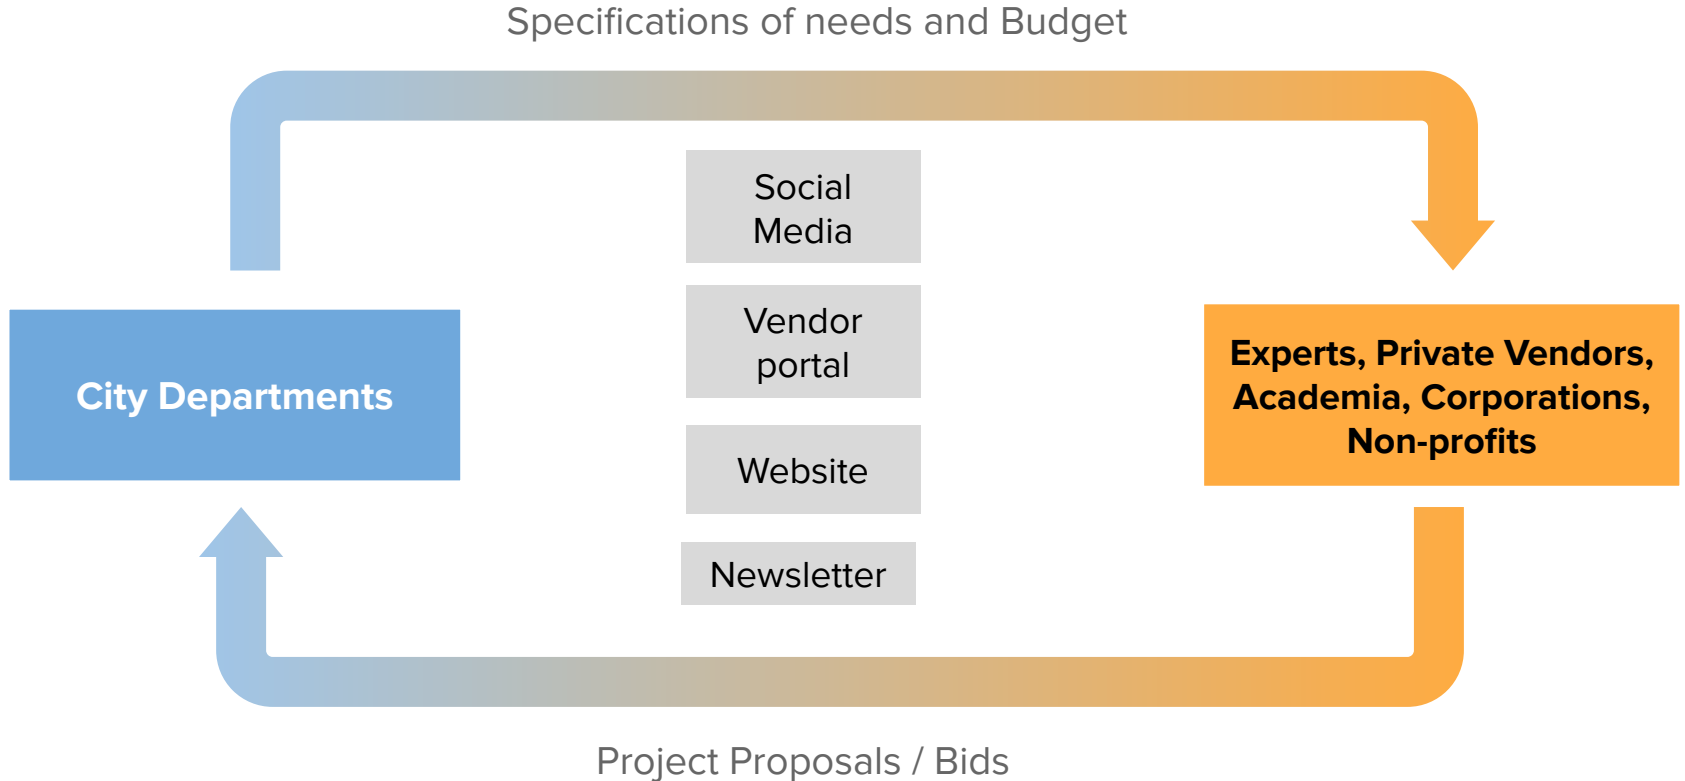 Specifications of needs and Budget
Social
Media
Vendor
portal
City Departments
Experts, Private Vendors,
Academia, Corporations,
Non-profits
Website
Newsletter
Project Proposals / Bids